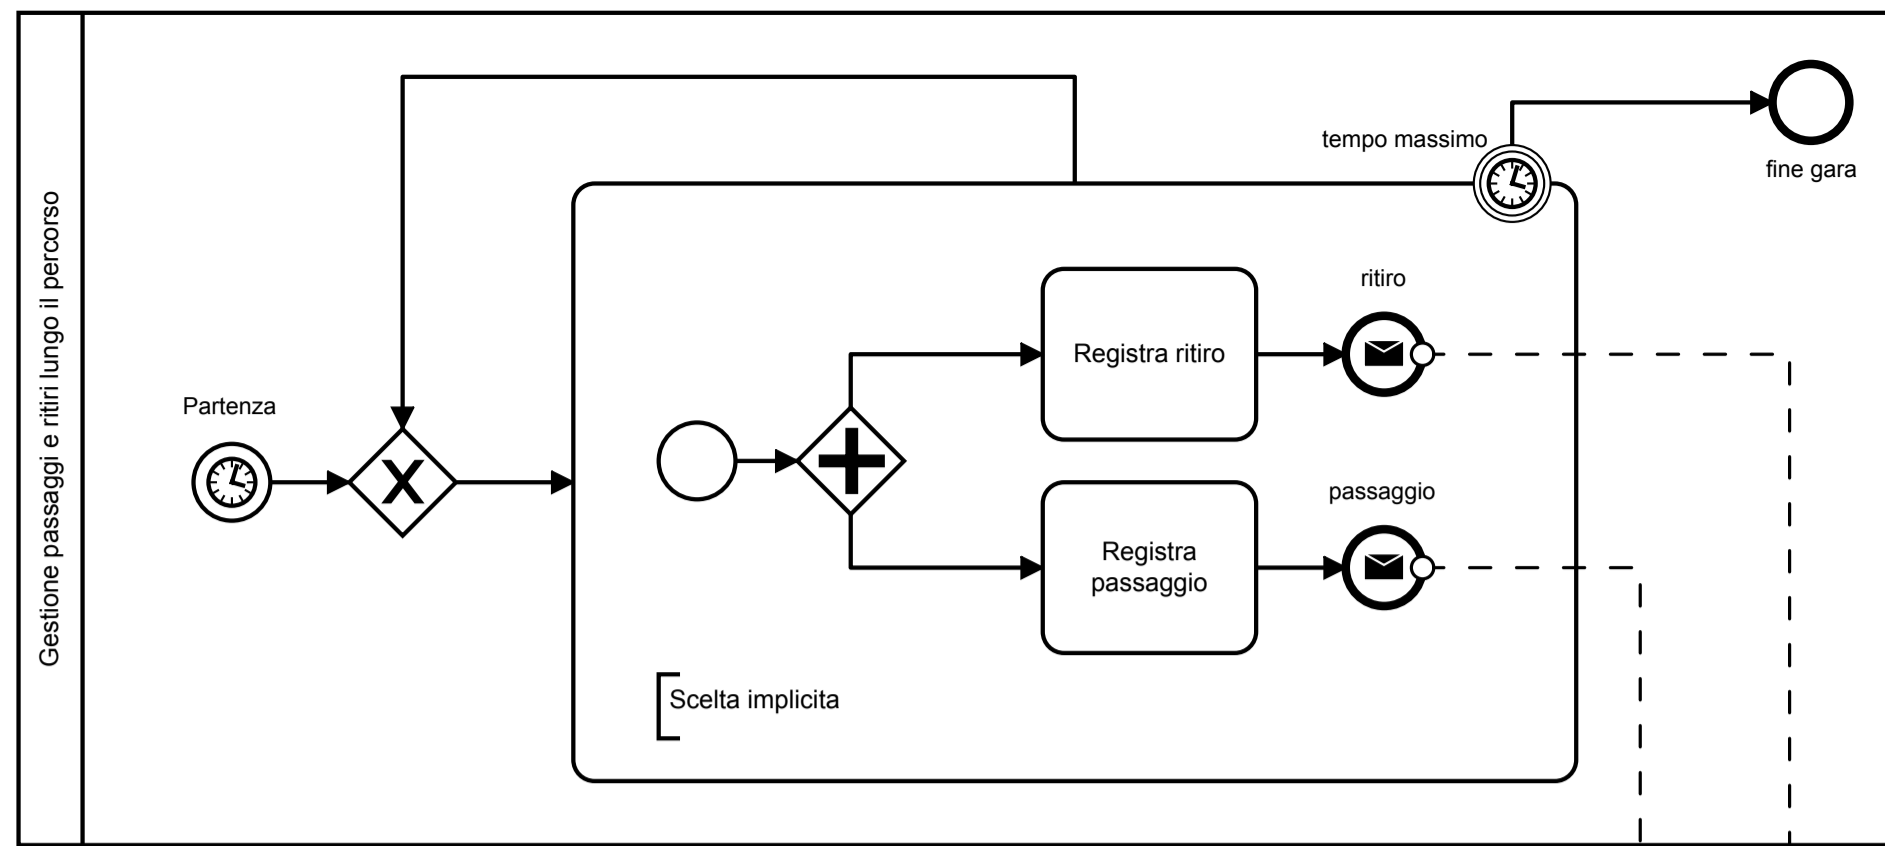 Gestione passaggi e ritiri lungo il percorso
tempo massimo
fine gara
ritiro
Registra ritiro
Partenza
X
passaggio
Registra
passaggio
Scelta implicita